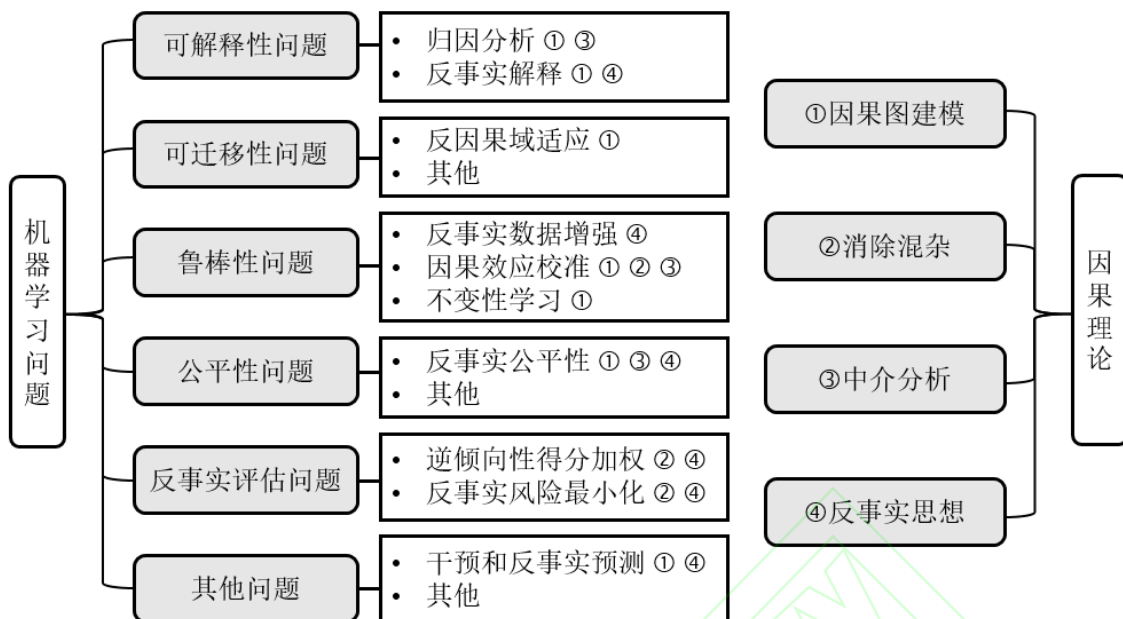 机器学习问题
可解释性问题
• 归因分析 ① ③
• 反事实解释 ① ④
可迁移性问题
• 反因果域适应 ①
• 其他
鲁棒性问题
• 反事实数据增强 ④
• 因果效应校准 ① ② ③
• 不变性学习 ①
公平性问题
• 反事实公平性 ① ③ ④
• 其他
反事实评估问题
• 逆倾向性得分加权 ② ④
• 反事实风险最小化 ② ④
其他问题
• 干预和反事实预测 ① ④
• 其他
①因果图建模
②消除混杂
③中介分析
④反事实思想
因果理论